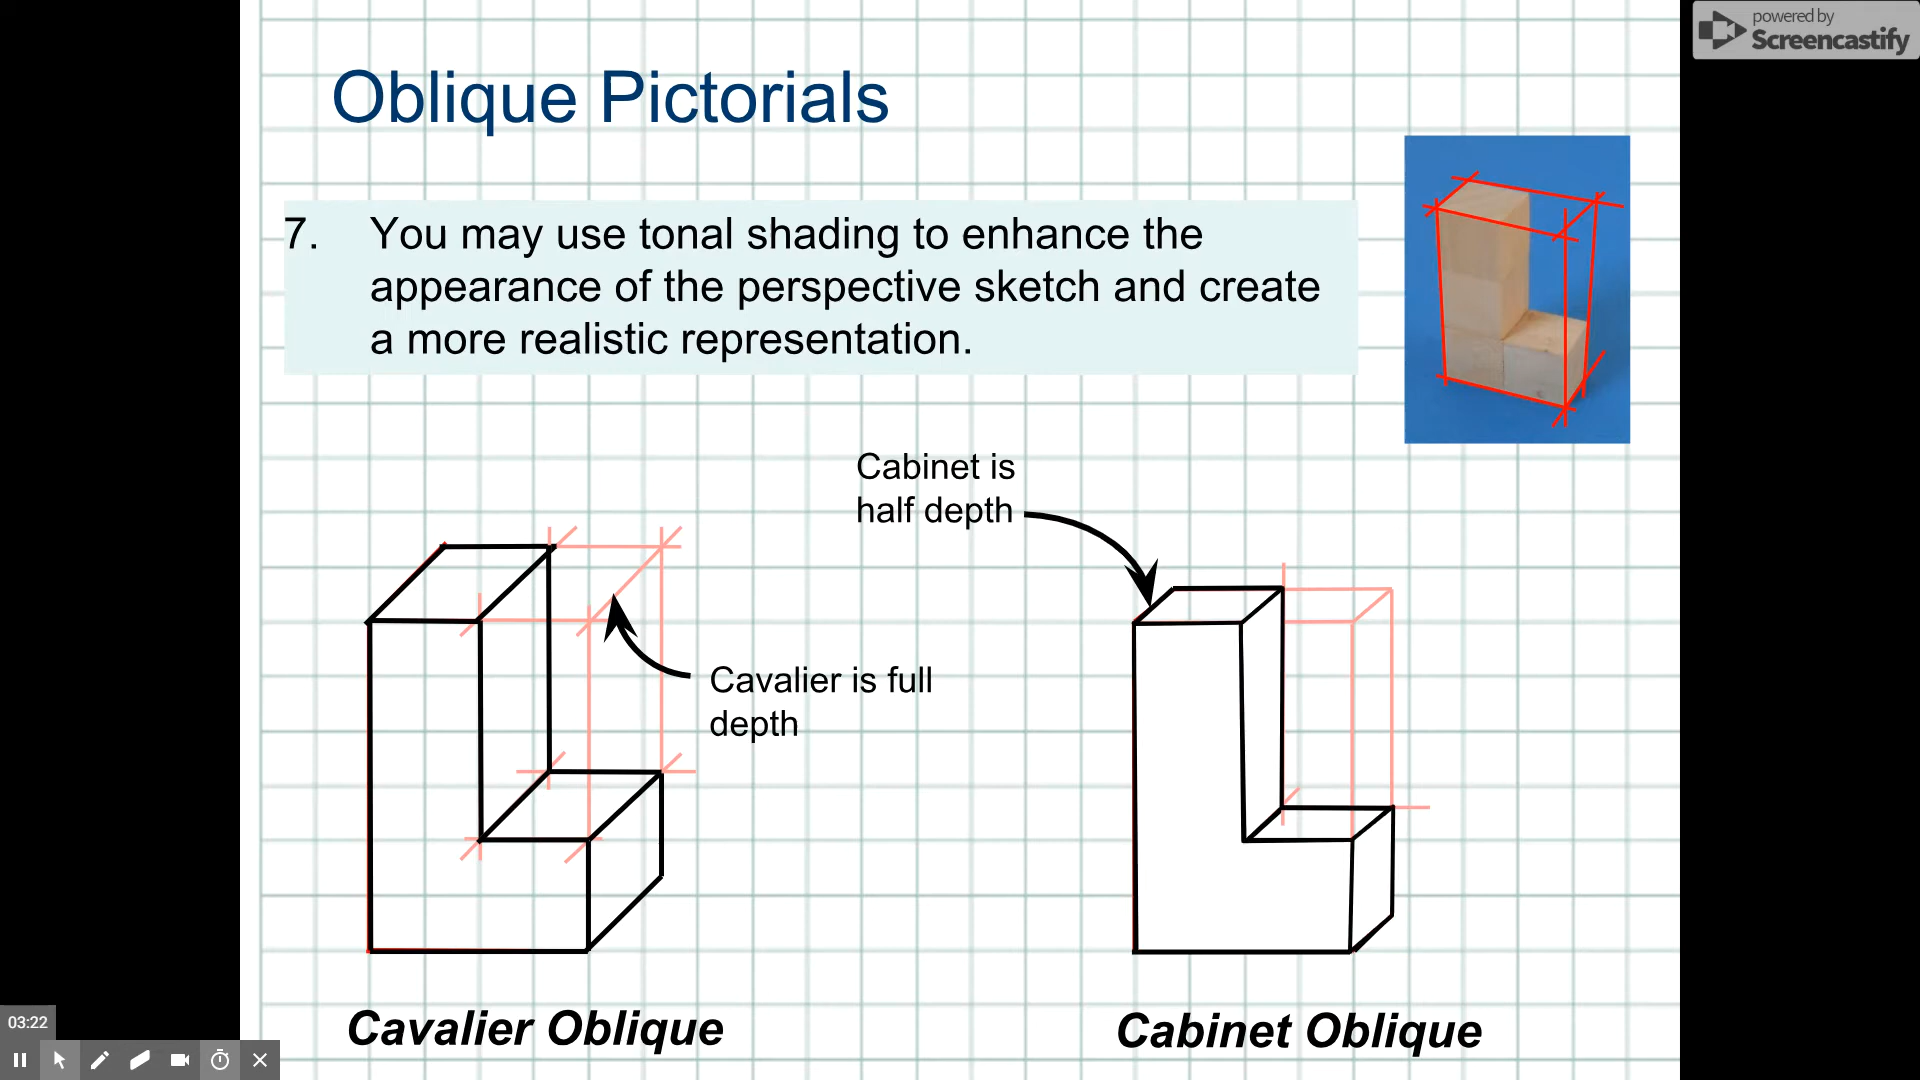 powered by
Screencastify
Oblique Pictorials
7. You may use tonal shading to enhance the
appearance of the perspective sketch and create
a more realistic representation.
Cabinet is
half depth
Cavalier is full
depth
Cavalier Oblique
Cabinet Oblique
03:22